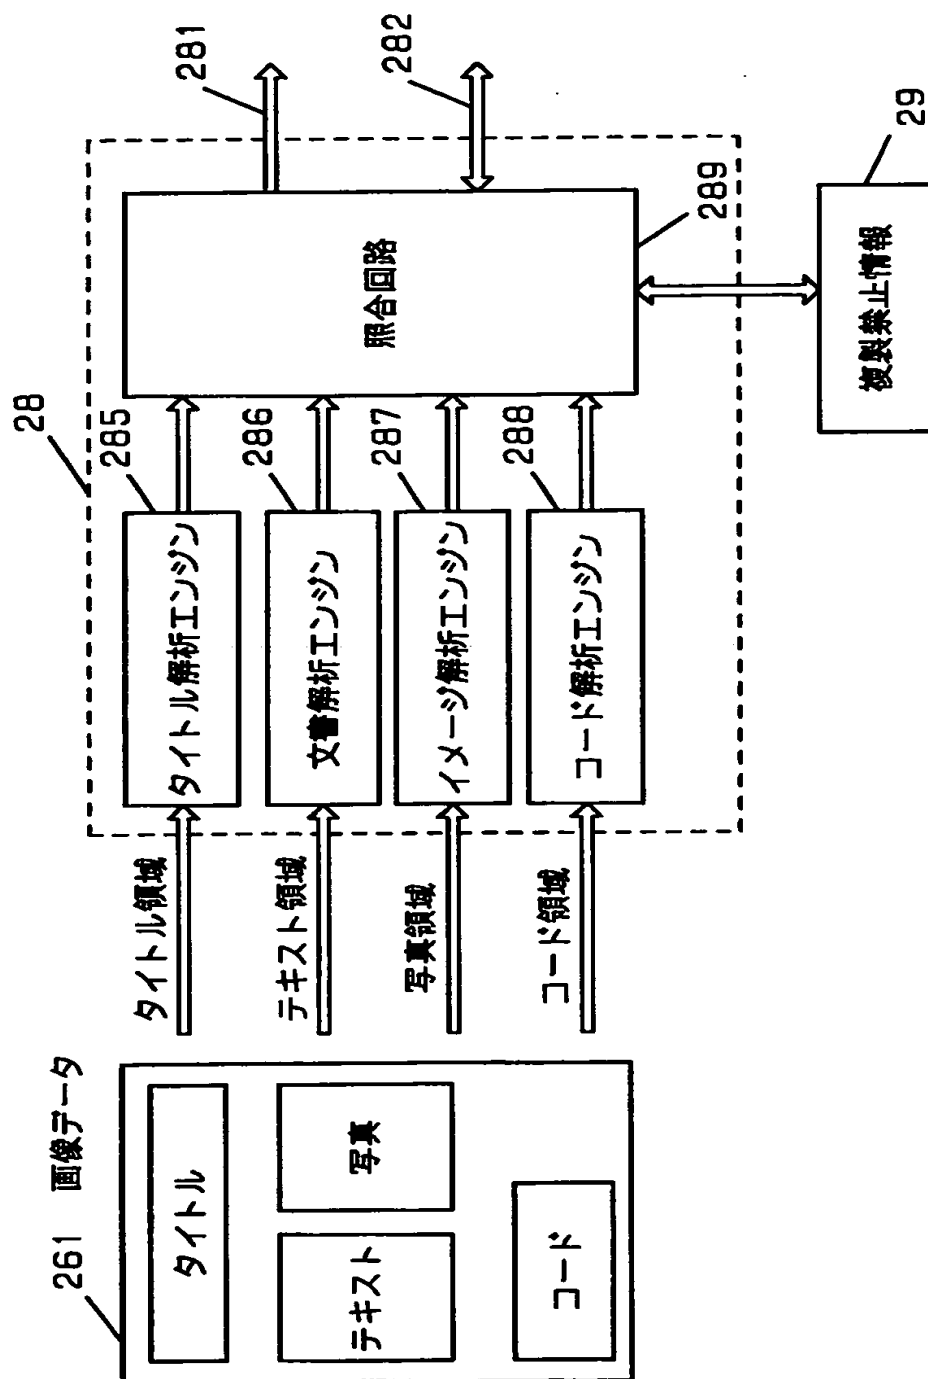 261 画像データ
タイトル
テキスト
写真
コード
タイトル領域
テキスト領域
写真領域
コード領域
28
タイトル解析エンジン
285
文書解析エンジン
286
イメージ解析エンジン
287
コード解析エンジン
288
照合回路
289
281
282
複製禁止情報
29